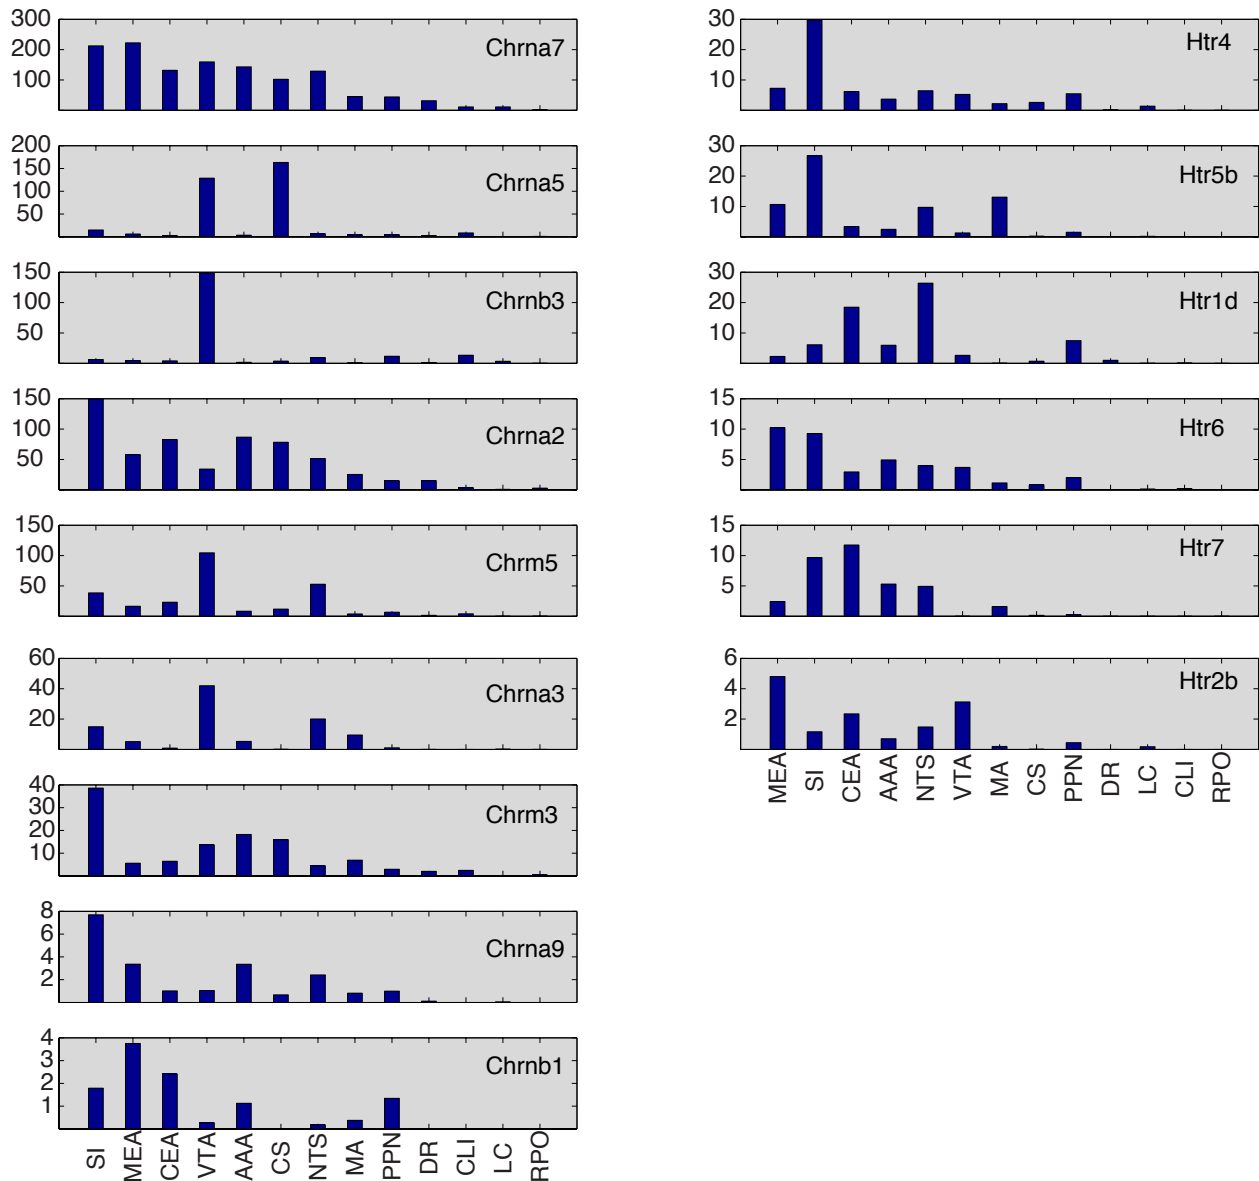 300
200
100
Chrna7
200
150
100
50
Chrna5
150
100
50
Chrnb3
150
100
50
Chrna2
150
100
50
Chrm5
60
40
20
Chrna3
40
30
20
10
Chrm3
8
6
4
2
Chrna9
4
3
2
1
Chrnb1
SI MEA CEA VTA AAA CS NTS MA PPN DR CLI LC RPO
30
20
10
Htr4
30
20
10
Htr5b
30
20
10
Htr1d
15
10
5
Htr6
15
10
5
Htr7
6
4
2
Htr2b
MEA SI CEA AAA NTS VTA MA CS PPN DR LC CLI RPO